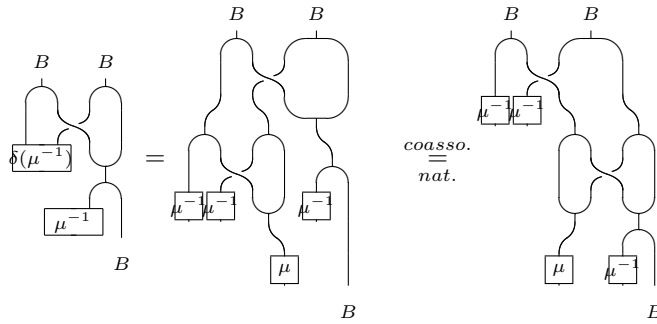 B B
B B
B B
μ⁻¹ μ⁻¹
δ(μ⁻¹)
=
coasso.
=
nat.
μ⁻¹ μ⁻¹ μ⁻¹
μ⁻¹
B
μ μ μ⁻¹
B B